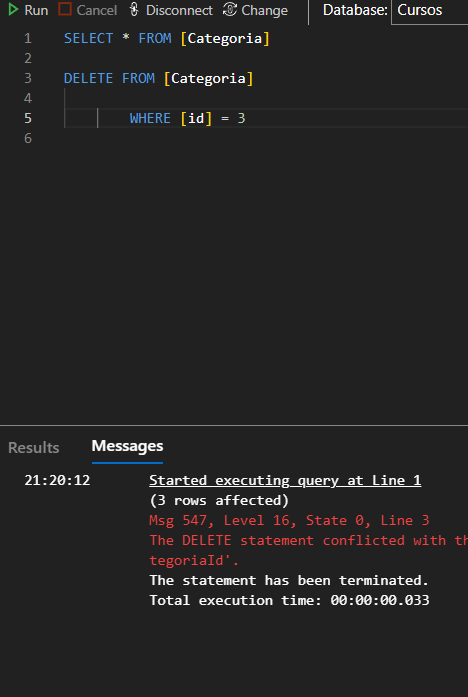 Run Cancel Disconnect Change Database: Cursos
1 SELECT * FROM [Categoria]
2
3 DELETE FROM [Categoria]
4
5 WHERE [id] = 3
6
Results Messages
21:20:12 Started executing query at Line 1
(3 rows affected)
Msg 547, Level 16, State 0, Line 3
The DELETE statement conflicted with th
tegoriaId'.
The statement has been terminated.
Total execution time: 00:00:00.033